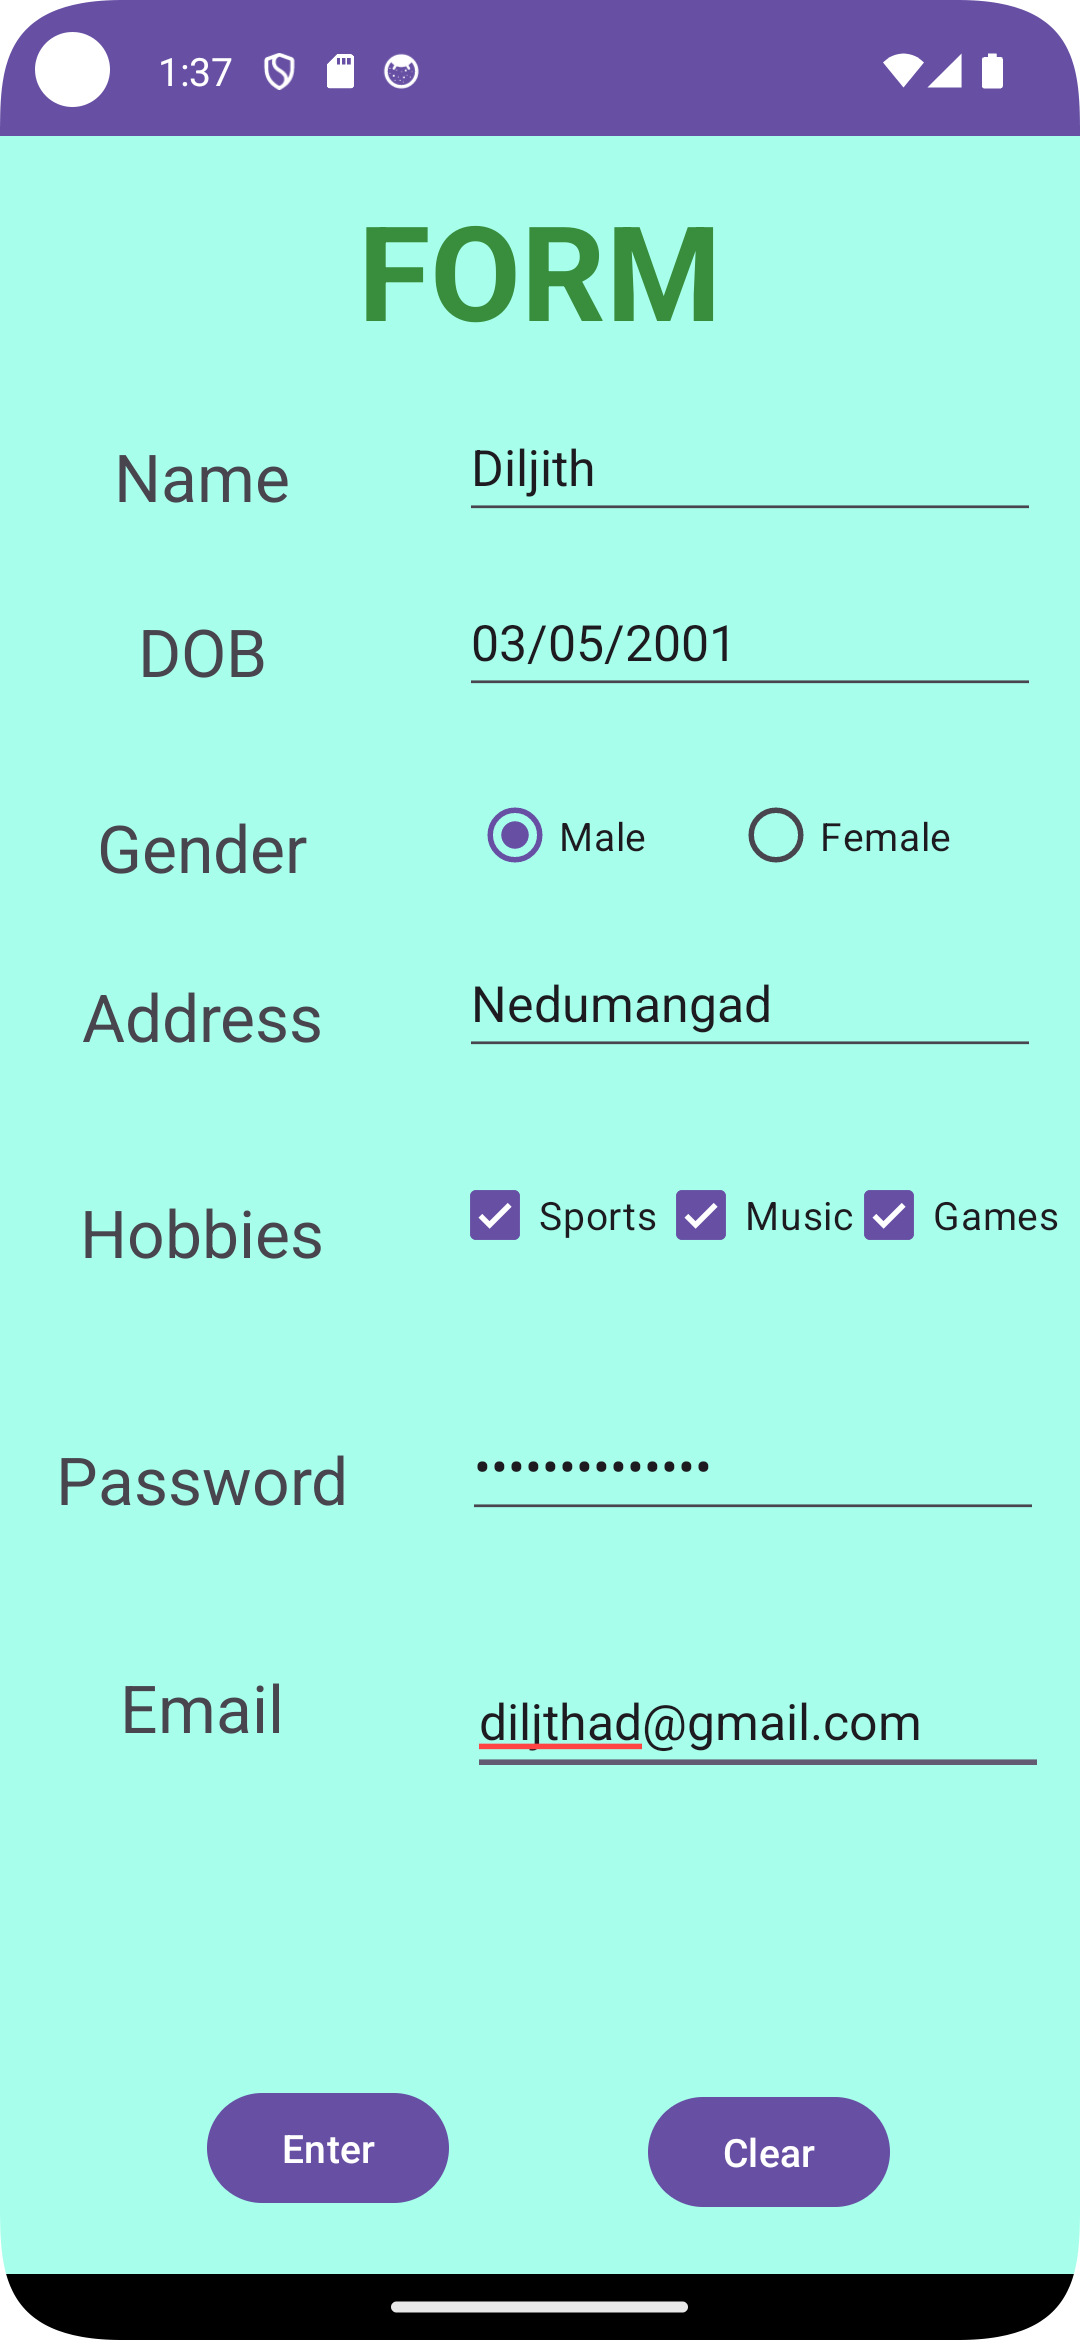 1:37
FORM
Name Diljith
DOB 03/05/2001
Gender Male Female
Address Nedumangad
Hobbies Sports Music Games
Password ••••••••••••••
Email diljthad@gmail.com
Enter Clear